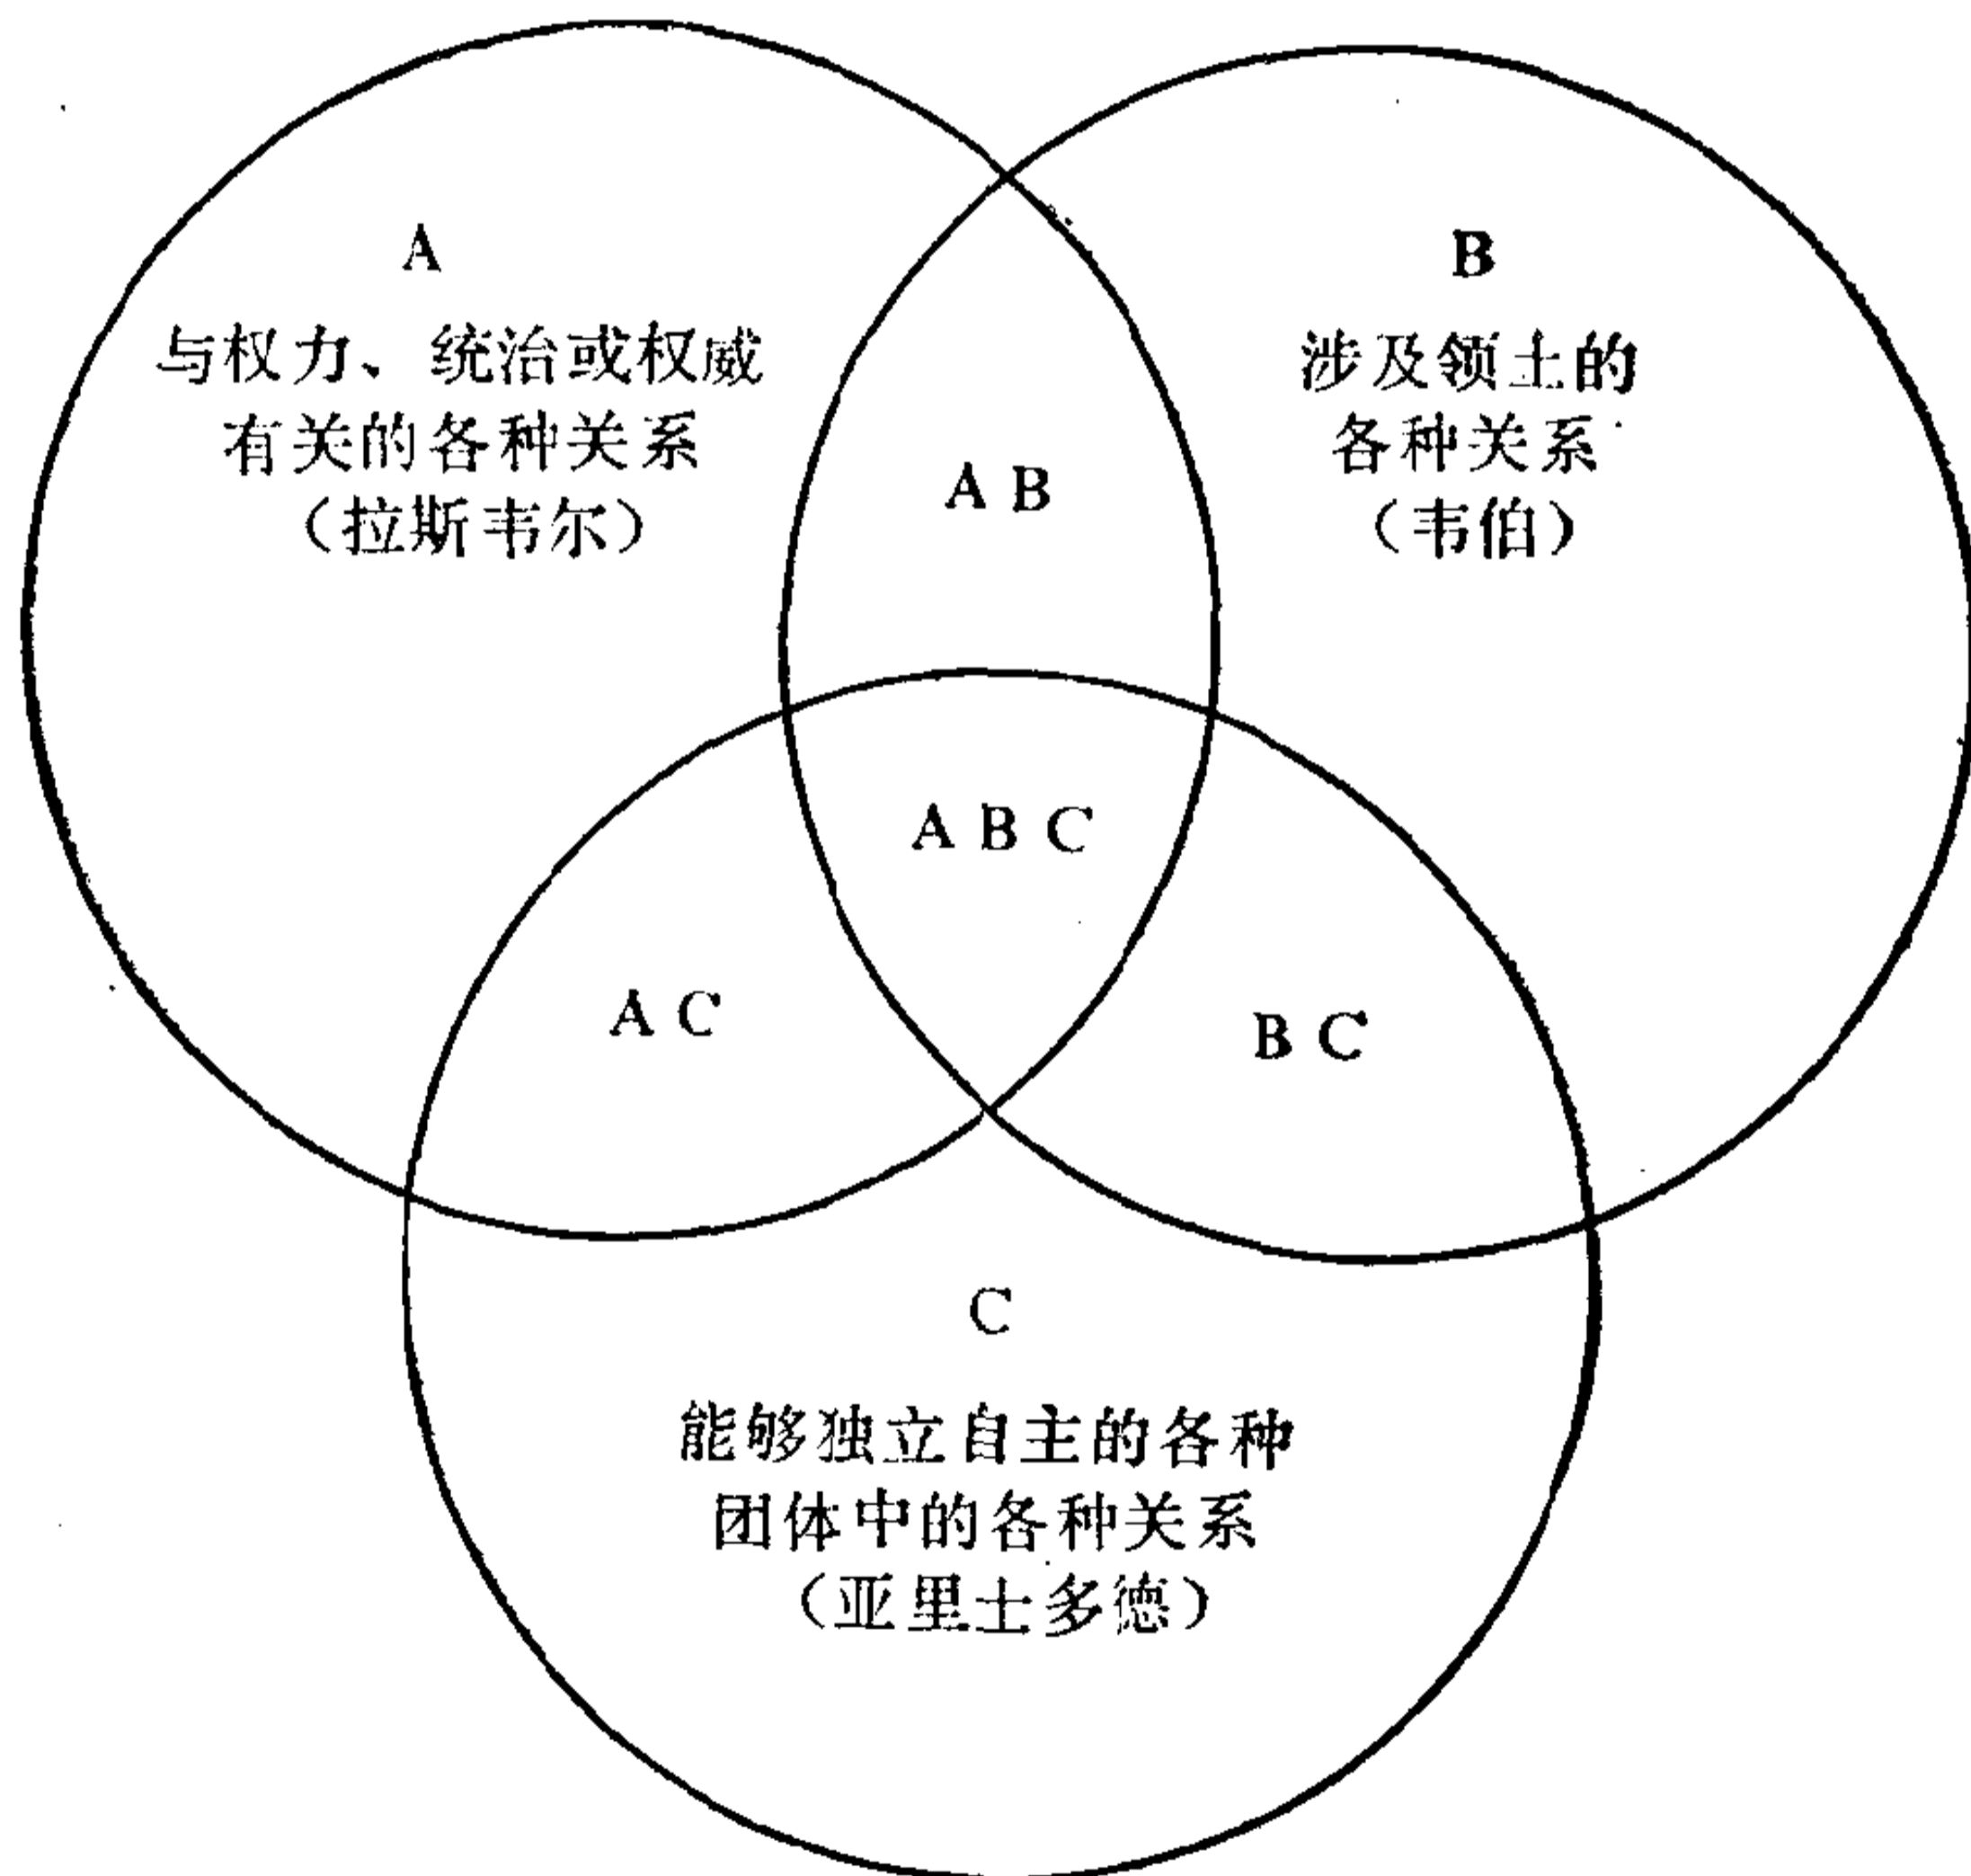 A
与权力、统治或权威
有关的各种关系
（拉斯韦尔）
B
涉及领土的
各种关系
（韦伯）
A B
A B C
A C
B C
C
能够独立自主的各种
团体中的各种关系
（亚里士多德）